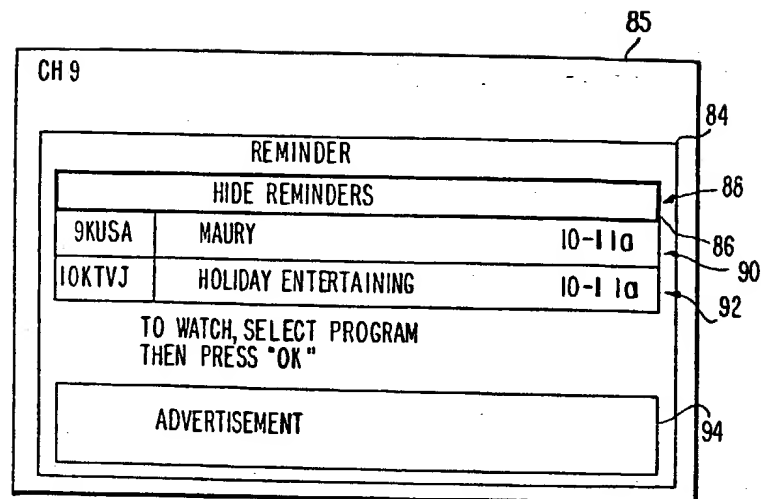 85
CH 9
84
REMINDER
HIDE REMINDERS
88
86
9KUSA MAURY 10-11a
90
10KTVJ HOLIDAY ENTERTAINING 10-11a
92
TO WATCH, SELECT PROGRAM
THEN PRESS "OK"
ADVERTISEMENT
94